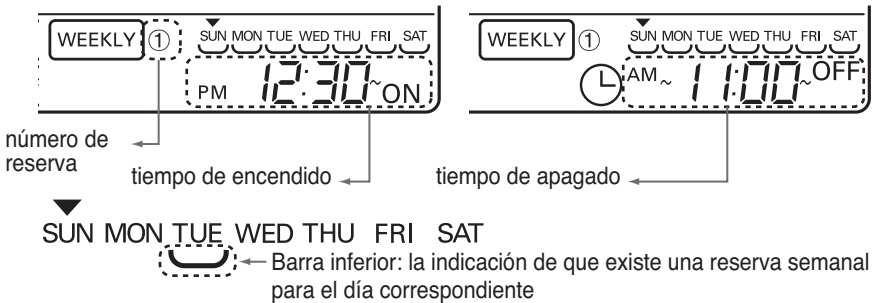 WEEKLY ① SUN MON TUE WED THU FRI SAT
PM 12:30~ON
WEEKLY ① SUN MON TUE WED THU FRI SAT
AM~ 11:00~OFF
número de
reserva
tiempo de encendido
tiempo de apagado
SUN MON TUE WED THU FRI SAT
Barra inferior: la indicación de que existe una reserva semanal
para el día correspondiente